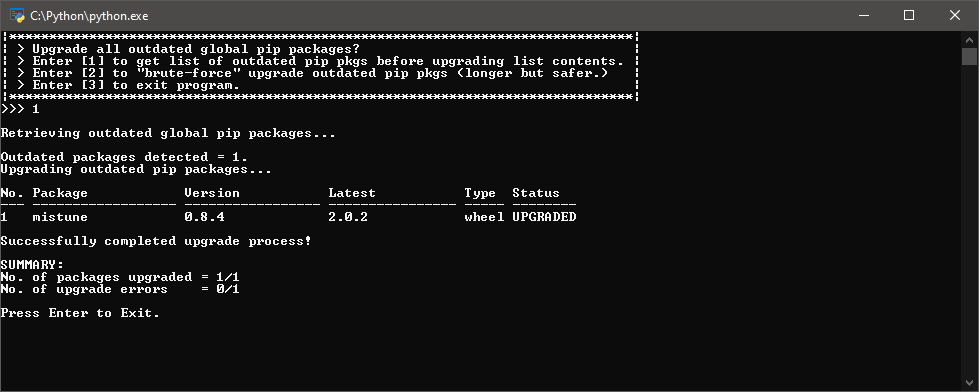 C:\Python\python.exe
¦******************************************************************************¦
¦ > Upgrade all outdated global pip packages?                                  ¦
¦ > Enter [1] to get list of outdated pip pkgs before upgrading list contents. ¦
¦ > Enter [2] to "brute-force" upgrade outdated pip pkgs (longer but safer.)   ¦
¦ > Enter [3] to exit program.                                                 ¦
¦******************************************************************************¦
>>> 1
Retrieving outdated global pip packages...
Outdated packages detected = 1.
Upgrading outdated pip packages...
No. Package            Version           Latest           Type  Status
--- ------------------ ----------------- ---------------- ----- --------
1   mistune            0.8.4             2.0.2            wheel UPGRADED
Successfully completed upgrade process!
SUMMARY:
No. of packages upgraded = 1/1
No. of upgrade errors    = 0/1
Press Enter to Exit.